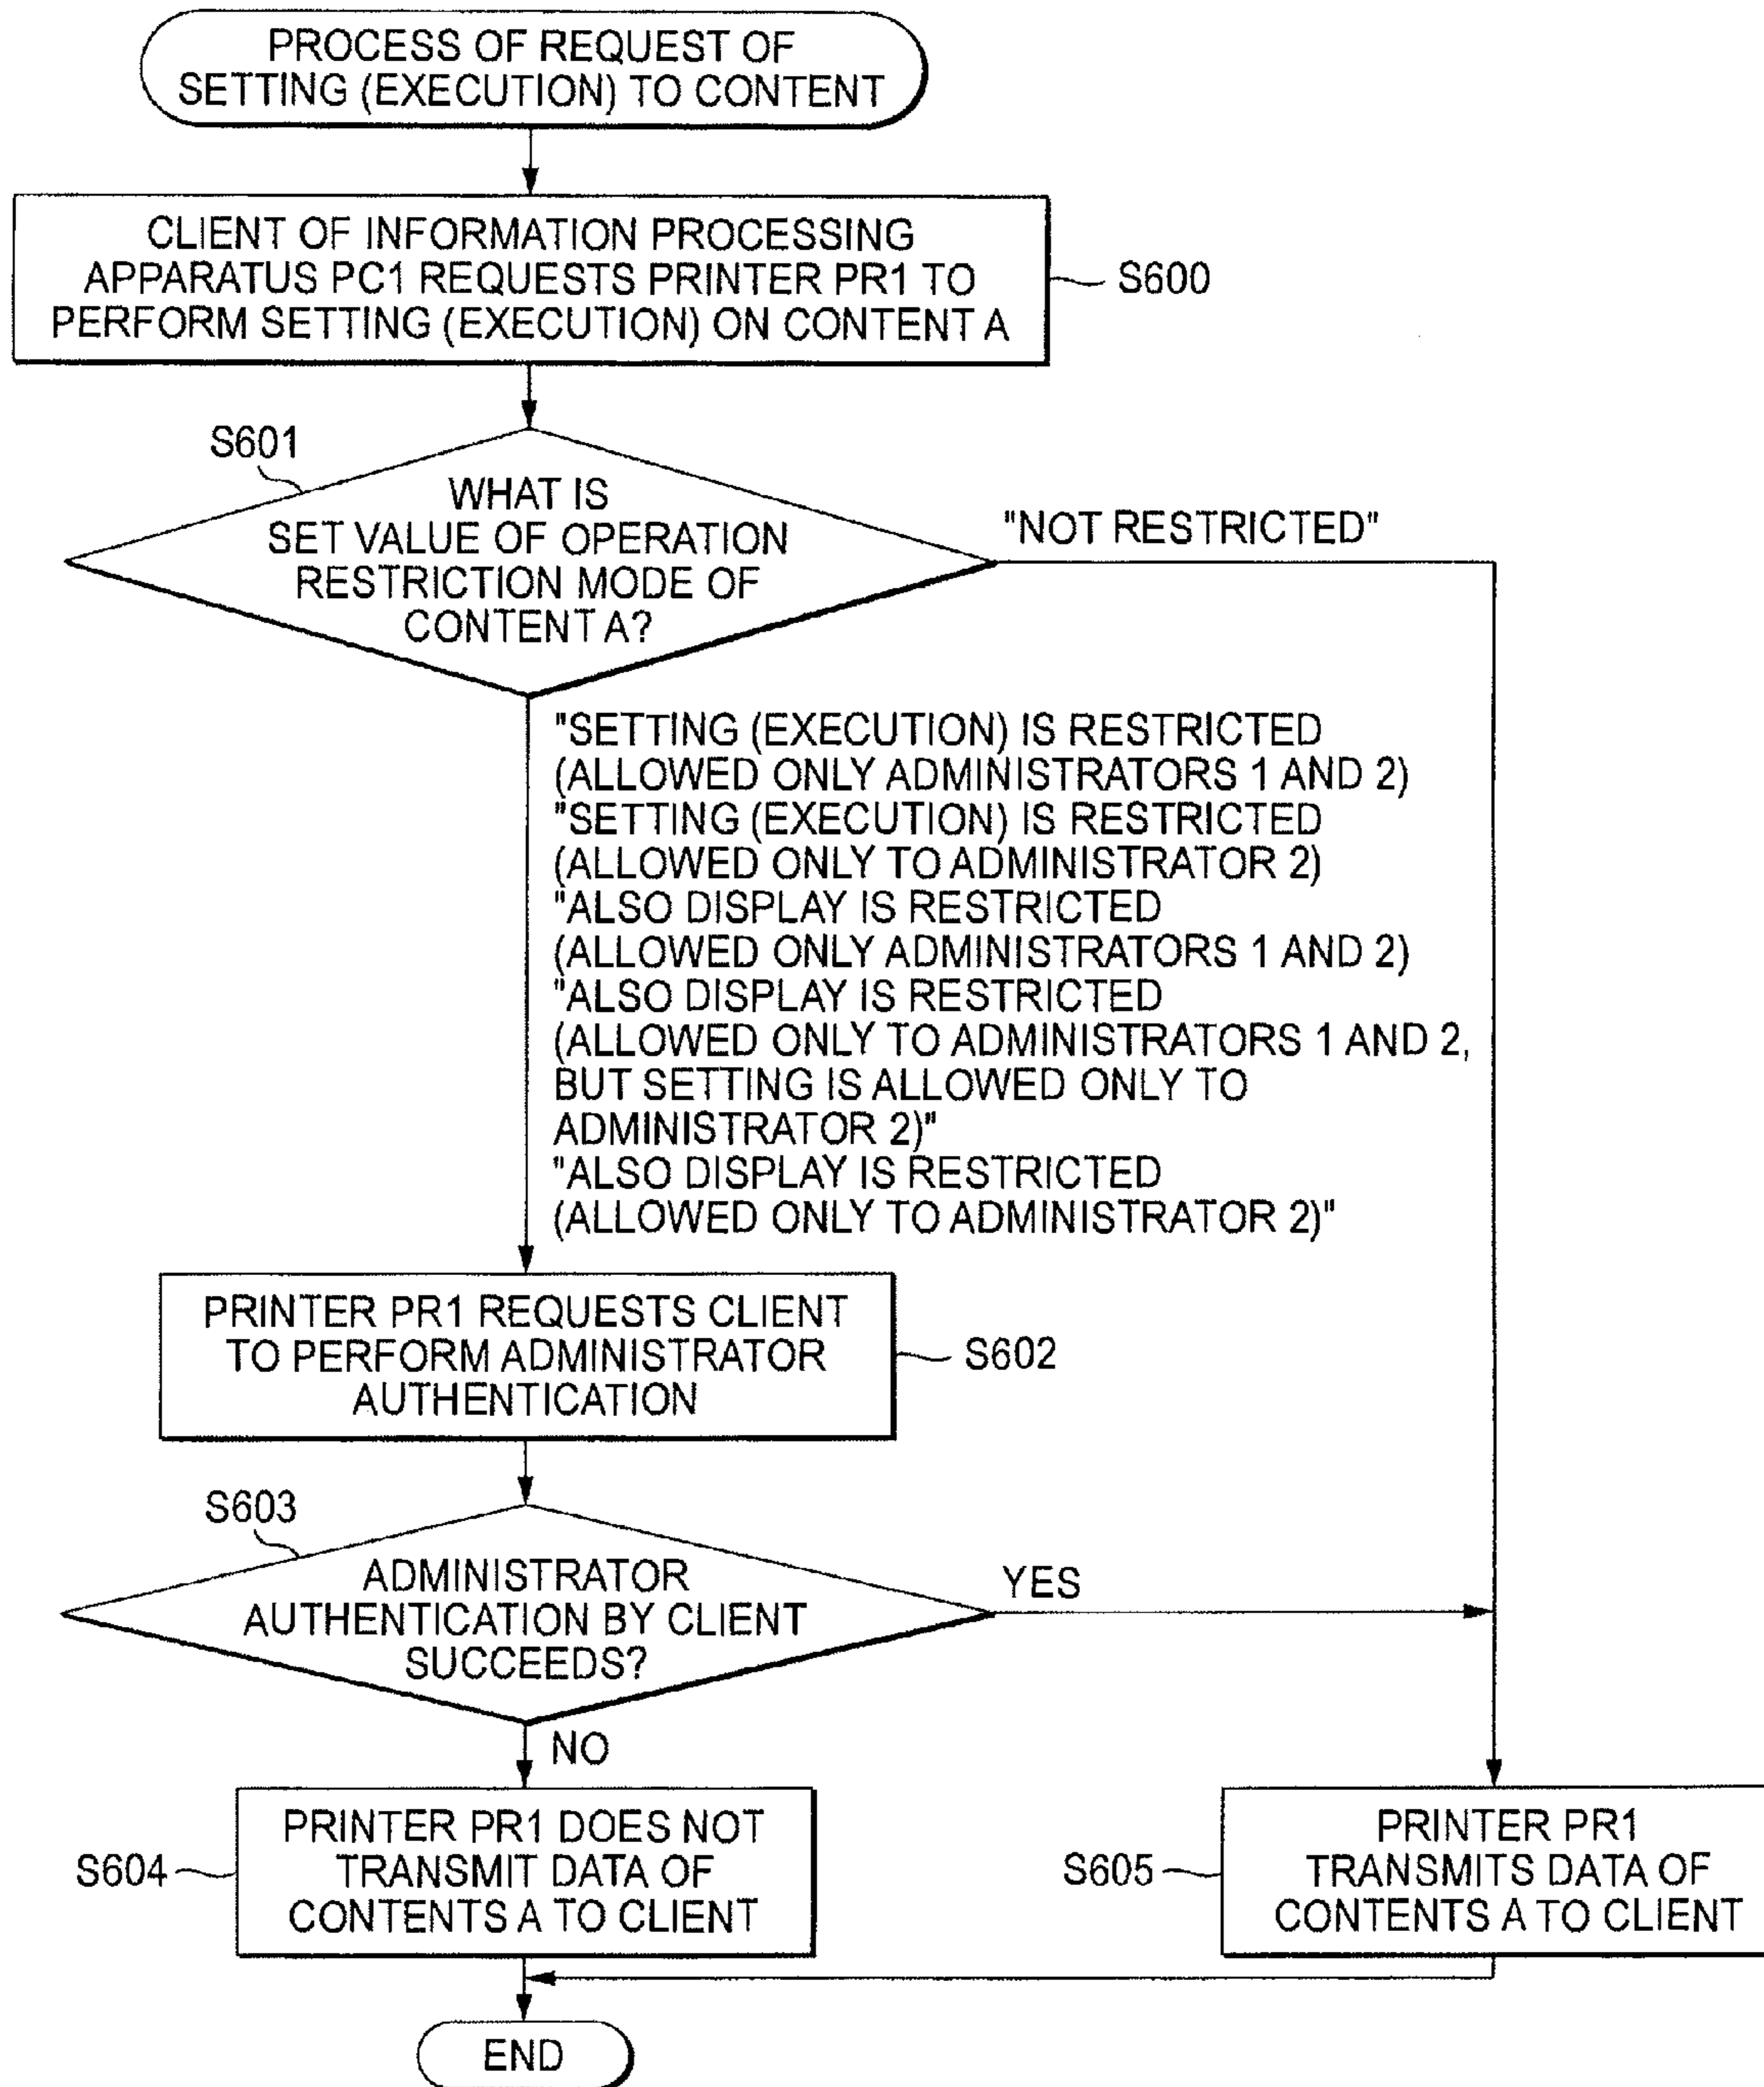 PROCESS OF REQUEST OF
SETTING (EXECUTION) TO CONTENT
CLIENT OF INFORMATION PROCESSING
APPARATUS PC1 REQUESTS PRINTER PR1 TO
PERFORM SETTING (EXECUTION) ON CONTENT A
S600
S601
WHAT IS
SET VALUE OF OPERATION
RESTRICTION MODE OF
CONTENT A?
"NOT RESTRICTED"
"SETTING (EXECUTION) IS RESTRICTED
(ALLOWED ONLY ADMINISTRATORS 1 AND 2)
"SETTING (EXECUTION) IS RESTRICTED
(ALLOWED ONLY TO ADMINISTRATOR 2)
"ALSO DISPLAY IS RESTRICTED
(ALLOWED ONLY ADMINISTRATORS 1 AND 2)
"ALSO DISPLAY IS RESTRICTED
(ALLOWED ONLY TO ADMINISTRATORS 1 AND 2,
BUT SETTING IS ALLOWED ONLY TO
ADMINISTRATOR 2)"
"ALSO DISPLAY IS RESTRICTED
(ALLOWED ONLY TO ADMINISTRATOR 2)"
PRINTER PR1 REQUESTS CLIENT
TO PERFORM ADMINISTRATOR
AUTHENTICATION
S602
S603
ADMINISTRATOR
AUTHENTICATION BY CLIENT
SUCCEEDS?
YES
NO
S604
PRINTER PR1 DOES NOT
TRANSMIT DATA OF
CONTENTS A TO CLIENT
S605
PRINTER PR1
TRANSMITS DATA OF
CONTENTS A TO CLIENT
END